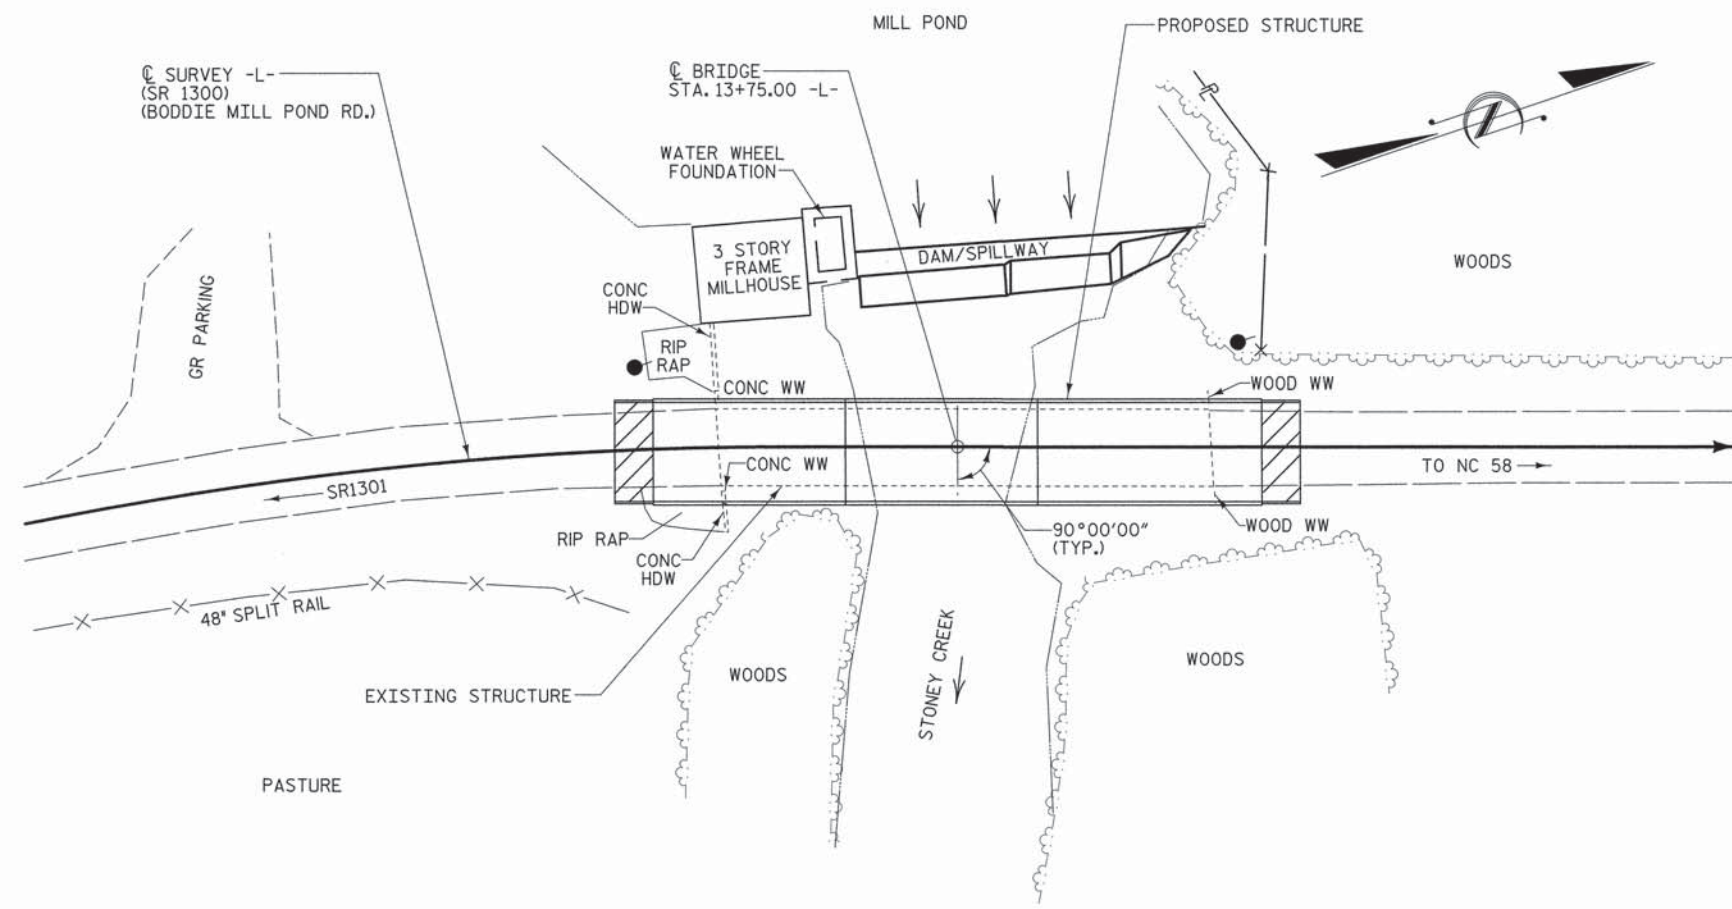 MILL POND
PROPOSED STRUCTURE
℄ SURVEY -L-
(SR 1300)
(BODDIE MILL POND RD.)
℄ BRIDGE
STA. 13+75.00 -L-
WATER WHEEL
FOUNDATION
3 STORY
FRAME
MILLHOUSE
DAM/SPILLWAY
WOODS
GR PARKING
CONC
HDW
RIP
RAP
CONC WW
WOOD WW
CONC WW
TO NC 58
SR1301
RIP RAP
CONC
HDW
90°00'00"
(TYP.)
WOOD WW
48" SPLIT RAIL
EXISTING STRUCTURE
WOODS
STONEY CREEK
WOODS
PASTURE